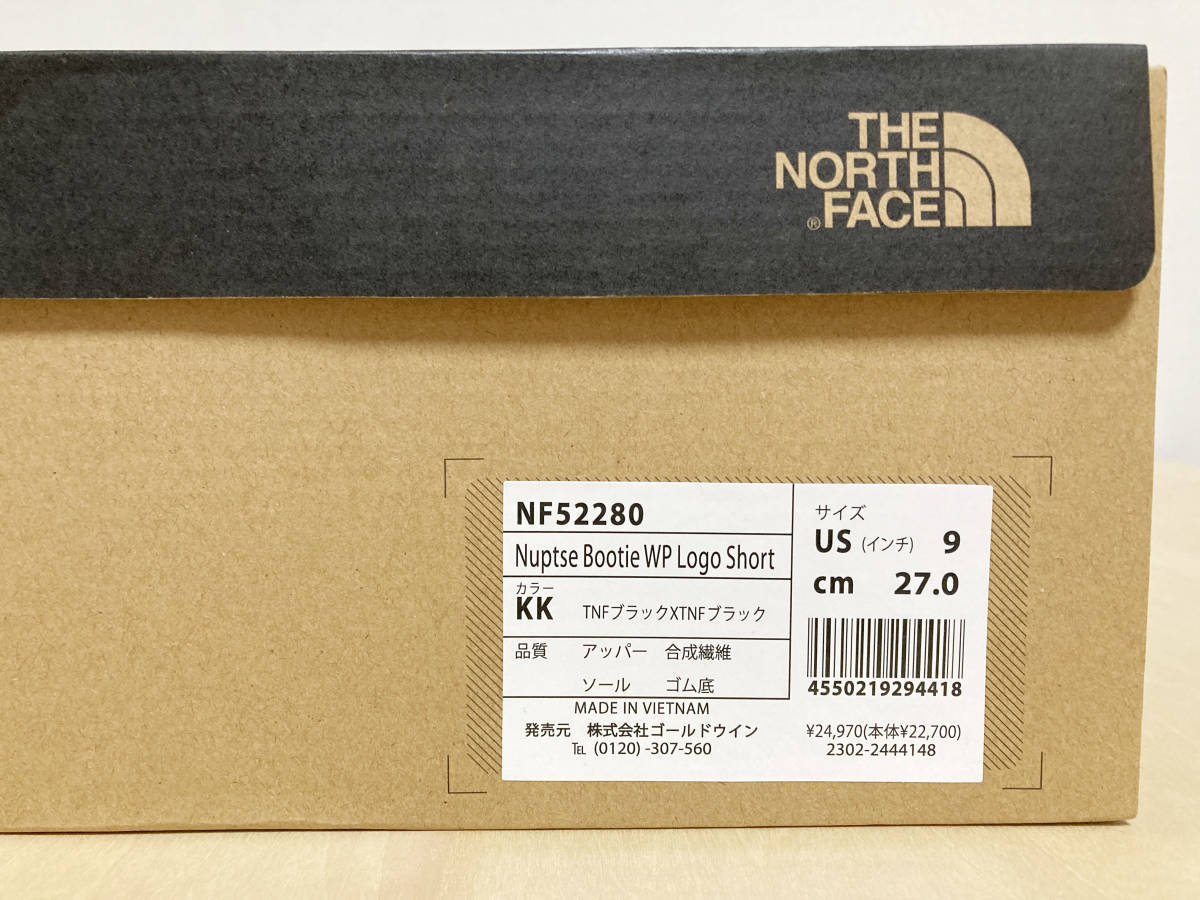 THE
NORTH
FACE
®
NF52280
Nuptse Bootie WP Logo Short
カラー
KK TNFブラックXTNFブラック
品質 アッパー 合成繊維
ソール ゴム底
MADE IN VIETNAM
発売元 株式会社ゴールドウイン
TEL (0120) -307-560
サイズ
US (インチ) 9
cm 27.0
4550219294418
¥24,970(本体¥22,700)
2302-2444148